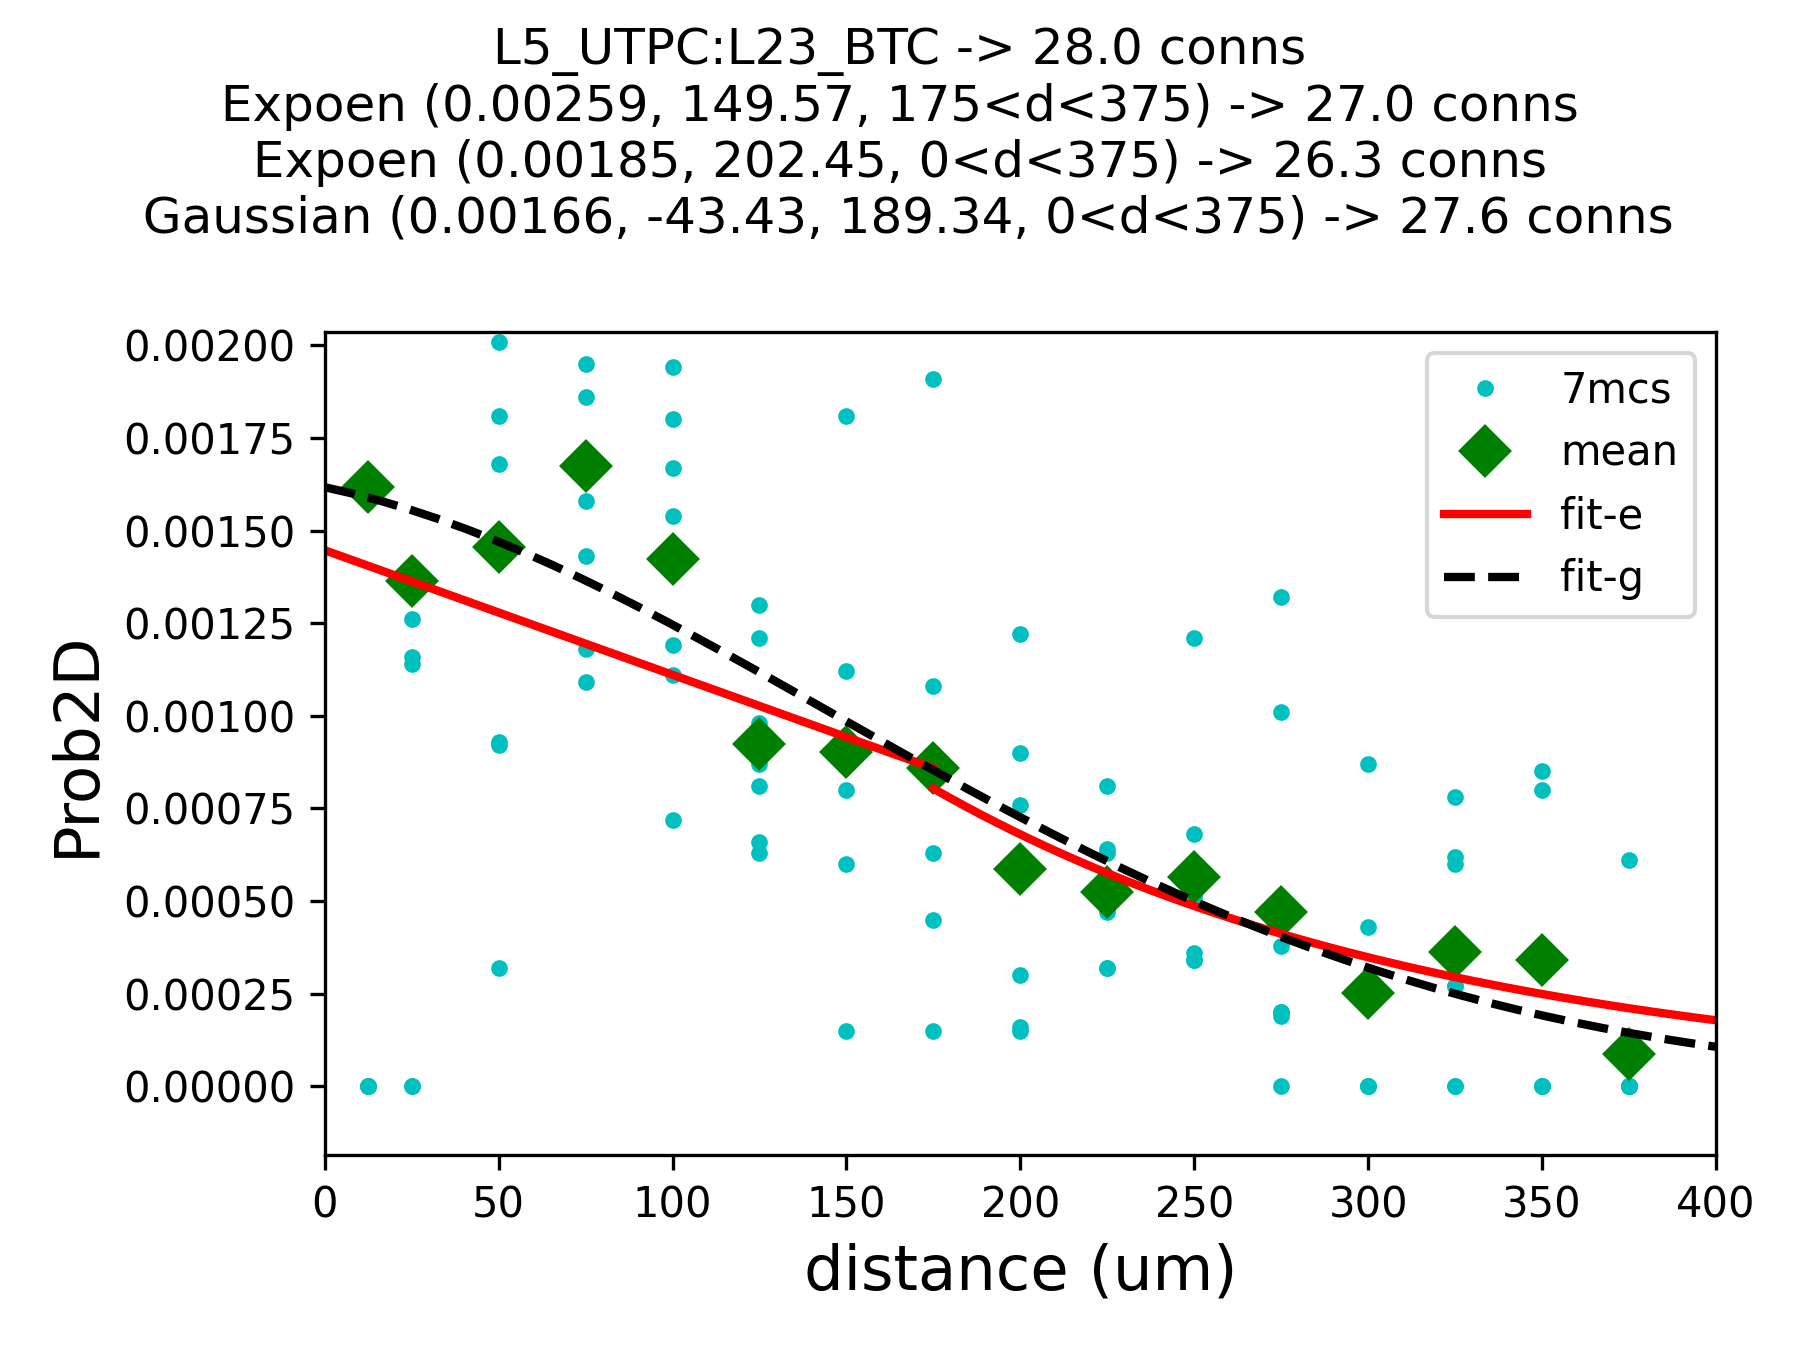 L5_UTPC:L23_BTC -> 28.0 conns
Expoen (0.00259, 149.57, 175<d<375) -> 27.0 conns
Expoen (0.00185, 202.45, 0<d<375) -> 26.3 conns
Gaussian (0.00166, -43.43, 189.34, 0<d<375) -> 27.6 conns
0.00200
0.00175
0.00150
0.00125
0.00100
0.00075
0.00050
0.00025
0.00000
Prob2D
7mcs
mean
fit-e
fit-g
0 50 100 150 200 250 300 350 400
distance (um)